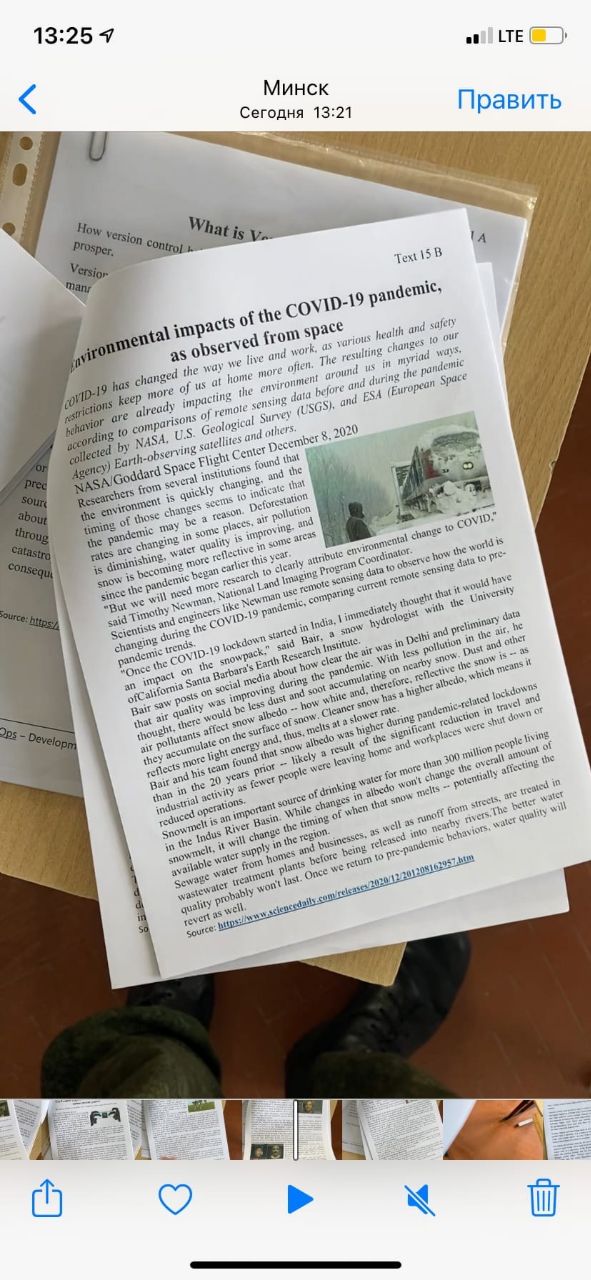 13:25
LTE
Минск
Сегодня 13:21
Править
What is
How version control
prosper.
A
Text 15 B
Environmental impacts of the COVID-19 pandemic,
as observed from space
COVID-19 has changed the way we live and work, as various health and safety
restrictions keep more of us at home more often. The resulting changes to our
behavior are already impacting the environment around us in myriad ways,
according to comparisons of remote sensing data before and during the pandemic
collected by NASA, U.S. Geological Survey (USGS), and ESA (European Space
Agency) Earth-observing satellites and others.
NASA/Goddard Space Flight Center December 8, 2020
Researchers from several institutions found that
the environment is quickly changing, and the
timing of those changes seems to indicate that
the pandemic may be a reason. Deforestation
rates are changing in some places, air pollution
is diminishing, water quality is improving, and
snow is becoming more reflective in some areas
since the pandemic began earlier this year.
"But we will need more research to clearly attribute environmental change to COVID,"
said Timothy Newman, National Land Imaging Program Coordinator.
Scientists and engineers like Newman use remote sensing data to observe how the world is
changing during the COVID-19 pandemic, comparing current remote sensing data to pre-
pandemic trends.
"Once the COVID-19 lockdown started in India, I immediately thought that it would have
an impact on the snowpack," said Bair, a snow hydrologist with the University
ofCalifornia Santa Barbara's Earth Research Institute.
Bair saw posts on social media about how clear the air was in Delhi and preliminary data
that air quality was improving during the pandemic. With less pollution in the air, he
thought, there would be less dust and soot accumulating on nearby snow. Dust and other
air pollutants affect snow albedo -- how white and, therefore, reflective the snow is -- as
they accumulate on the surface of snow. Cleaner snow has a higher albedo, which means it
reflects more light energy and, thus, melts at a slower rate.
Bair and his team found that snow albedo was higher during pandemic-related lockdowns
than in the 20 years prior -- likely a result of the significant reduction in travel and
industrial activity as fewer people were leaving home and workplaces were shut down or
reduced operations.
Snowmelt is an important source of drinking water for more than 300 million people living
in the Indus River Basin. While changes in albedo won't change the overall amount of
snowmelt, it will change the timing of when that snow melts -- potentially affecting the
available water supply in the region.
Sewage water from homes and businesses, as well as runoff from streets, are treated in
wastewater treatment plants before being released into nearby rivers.The better water
quality probably won't last. Once we return to pre-pandemic behaviors, water quality will
revert as well.
Source: https://www.sciencedaily.com/releases/2020/12/201208162957.htm
or
about
Source: https:/
Ops – Developm